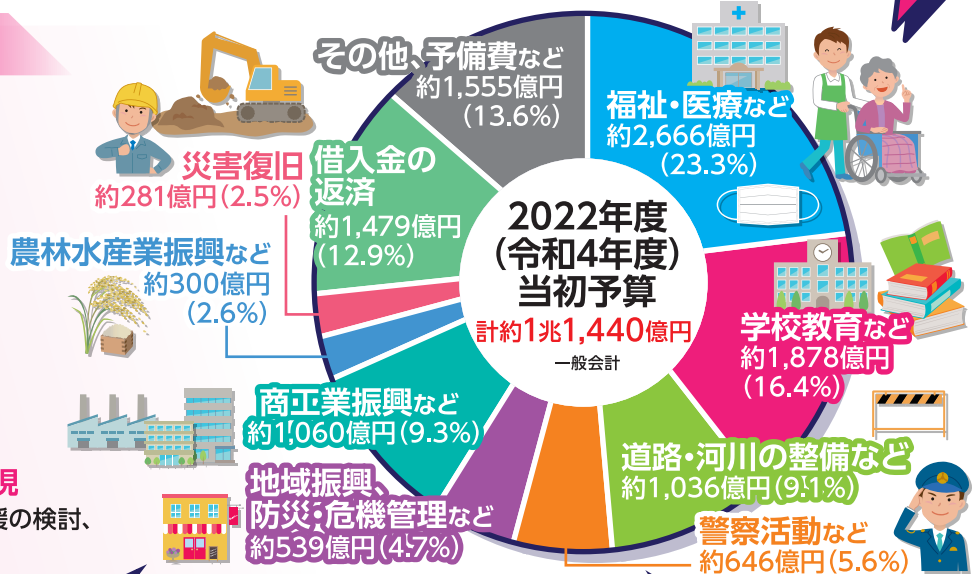 2022年度
(令和4年度)
当初予算
計約1兆1,440億円
一般会計
福祉・医療など
約2,666億円
(23.3%)
学校教育など
約1,878億円
(16.4%)
道路・河川の整備など
約1,036億円(9.1%)
警察活動など
約646億円(5.6%)
地域振興、
防災・危機管理など
約539億円(4.7%)
商工業振興など
約1,060億円(9.3%)
農林水産業振興など
約300億円
(2.6%)
災害復旧
約281億円(2.5%)
借入金の
返済
約1,479億円
(12.9%)
その他、予備費など
約1,555億円
(13.6%)
現
援の検討、